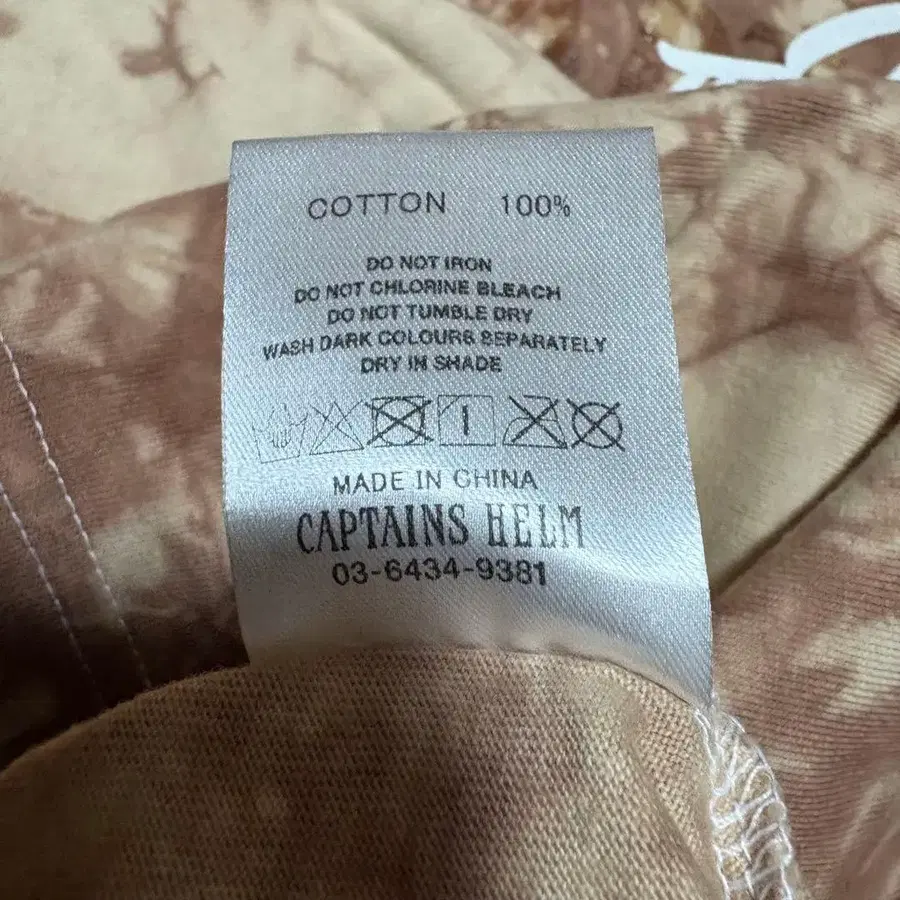 COTTON 100%
DO NOT IRON
DO NOT CHLORINE BLEACH
DO NOT TUMBLE DRY
WASH DARK COLOURS SEPARATELY
DRY IN SHADE
MADE IN CHINA
CAPTAINS HELM
03-6434-9381